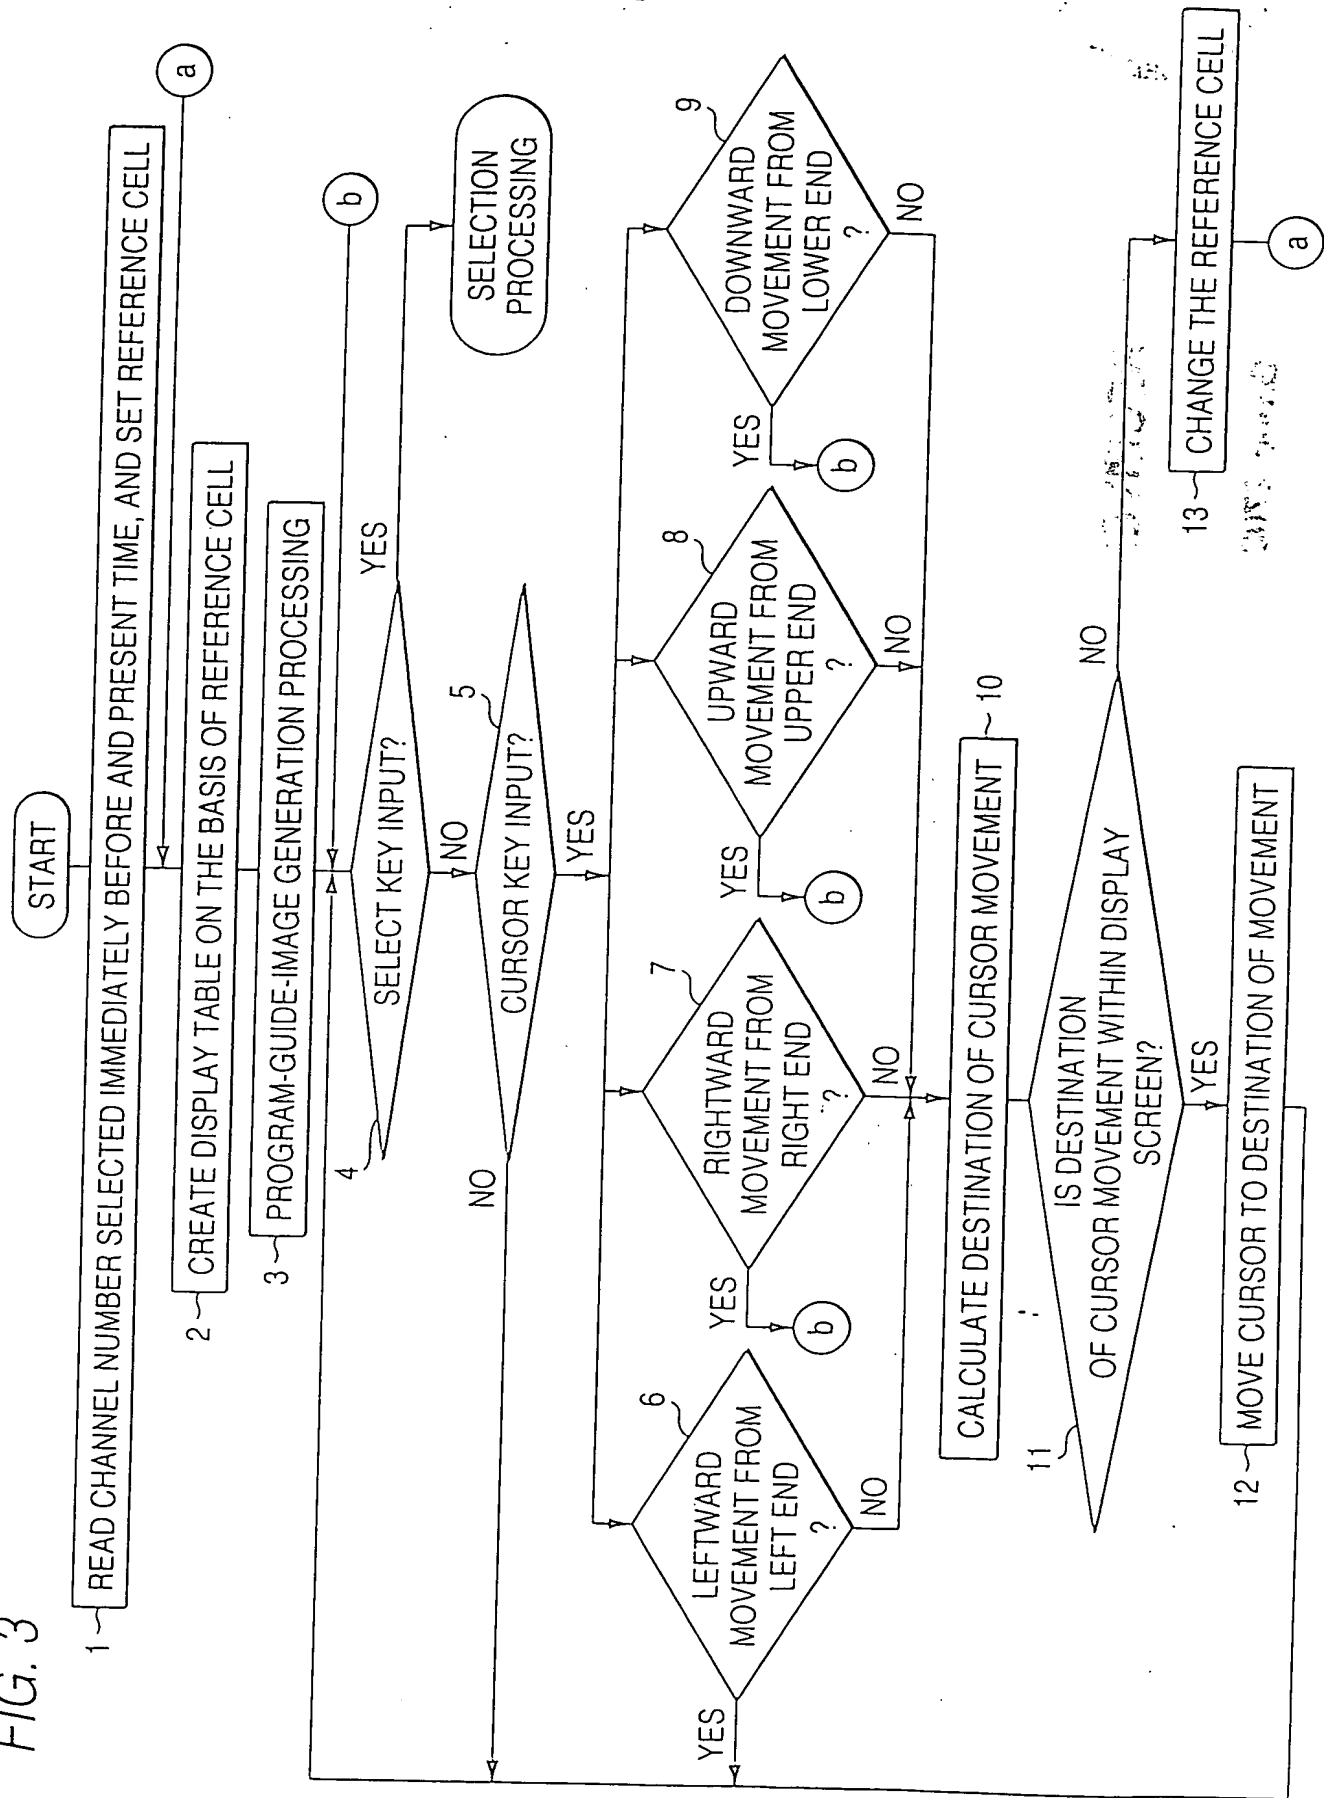 FIG. 3
START
1
READ CHANNEL NUMBER SELECTED IMMEDIATELY BEFORE AND PRESENT TIME, AND SET REFERENCE CELL
a
2
CREATE DISPLAY TABLE ON THE BASIS OF REFERENCE CELL
3
PROGRAM-GUIDE-IMAGE GENERATION PROCESSING
b
4
SELECT KEY INPUT?
YES
NO
SELECTION
PROCESSING
5
CURSOR KEY INPUT?
NO
YES
6
LEFTWARD
MOVEMENT FROM
LEFT END
?
YES
NO
7
RIGHTWARD
MOVEMENT FROM
RIGHT END
?
YES
b
NO
8
UPWARD
MOVEMENT FROM
UPPER END
?
YES
b
NO
9
DOWNWARD
MOVEMENT FROM
LOWER END
?
YES
b
NO
CALCULATE DESTINATION OF CURSOR MOVEMENT
10
11
IS DESTINATION
OF CURSOR MOVEMENT WITHIN DISPLAY
SCREEN?
NO
YES
12
MOVE CURSOR TO DESTINATION OF MOVEMENT
13
CHANGE THE REFERENCE CELL
a